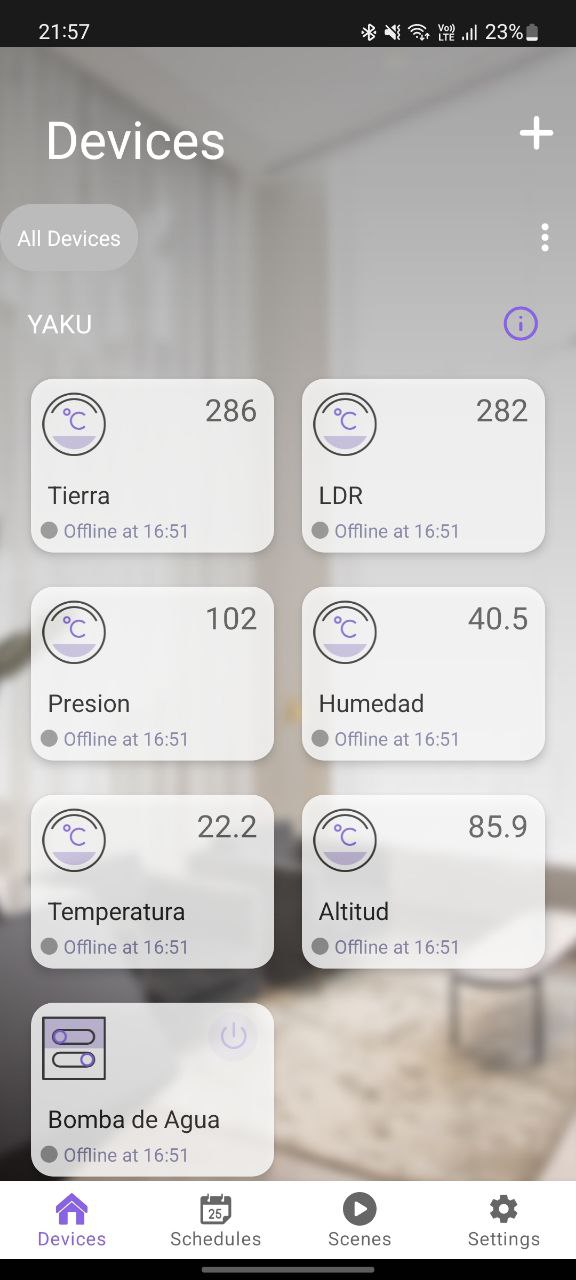 21:57 Vo)) LTE 23%
Devices
All Devices
YAKU
°C 286
Tierra
Offline at 16:51
°C 282
LDR
Offline at 16:51
°C 102
Presion
Offline at 16:51
°C 40.5
Humedad
Offline at 16:51
°C 22.2
Temperatura
Offline at 16:51
°C 85.9
Altitud
Offline at 16:51
Bomba de Agua
Offline at 16:51
25
Devices Schedules Scenes Settings